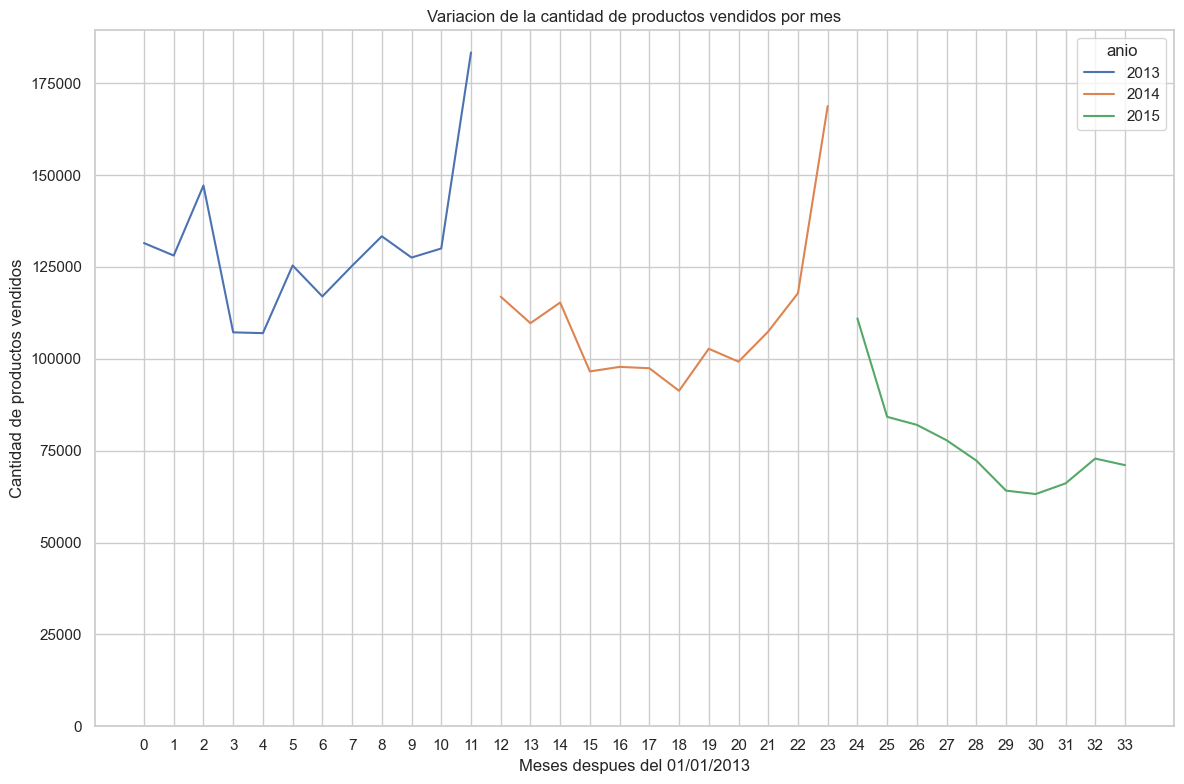 Variacion de la cantidad de productos vendidos por mes
anio
2013
2014
2015
Cantidad de productos vendidos
175000
150000
125000
100000
75000
50000
25000
0
0 1 2 3 4 5 6 7 8 9 10 11 12 13 14 15 16 17 18 19 20 21 22 23 24 25 26 27 28 29 30 31 32 33
Meses despues del 01/01/2013